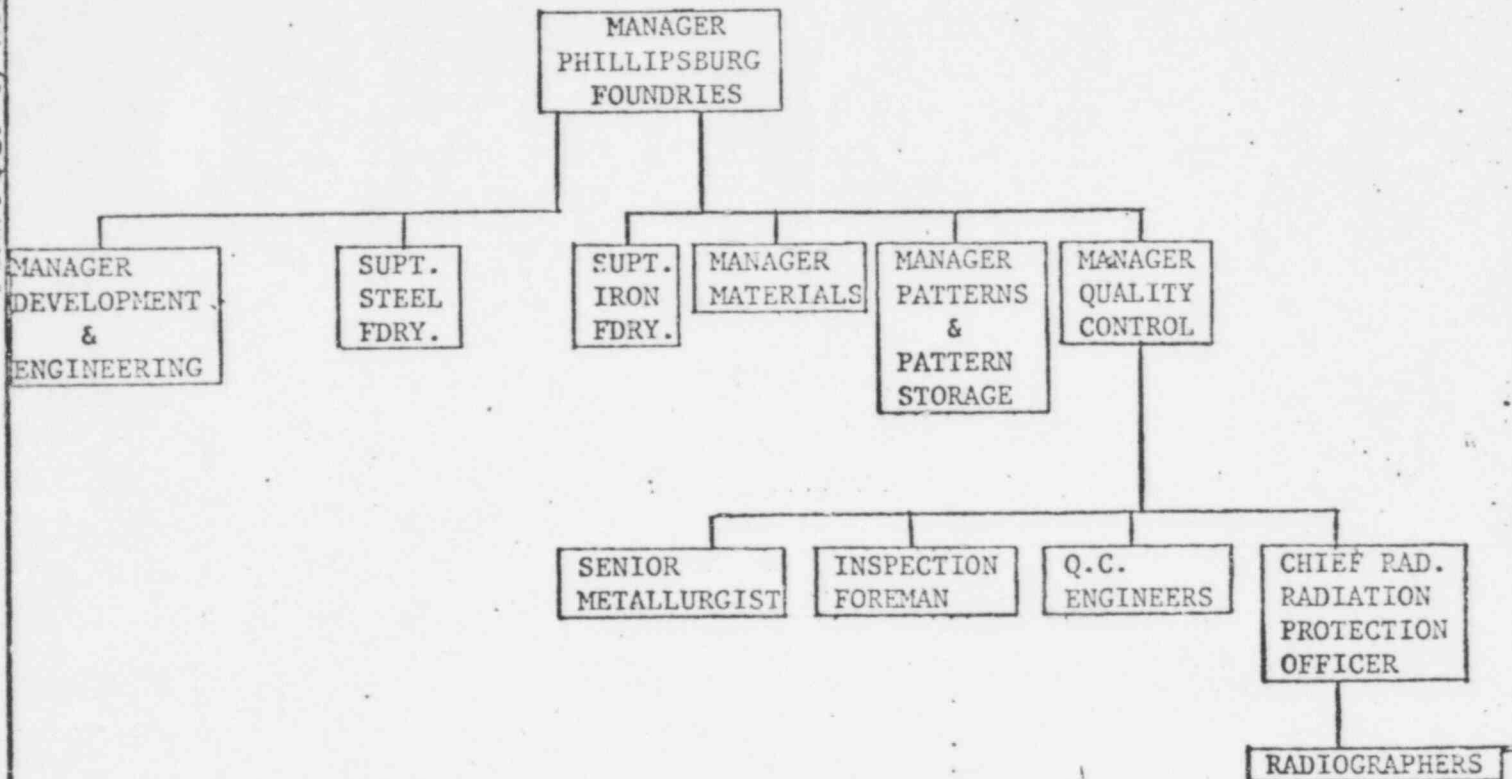 MANAGER
PHILLIPSBURG
FOUNDRIES
MANAGER
DEVELOPMENT
&
ENGINEERING
SUPT.
STEEL
FDRY.
SUPT.
IRON
FDRY.
MANAGER
MATERIALS
MANAGER
PATTERNS
&
PATTERN
STORAGE
MANAGER
QUALITY
CONTROL
SENIOR
METALLURGIST
INSPECTION
FOREMAN
Q.C.
ENGINEERS
CHIEF RAD.
RADIATION
PROTECTION
OFFICER
RADIOGRAPHERS